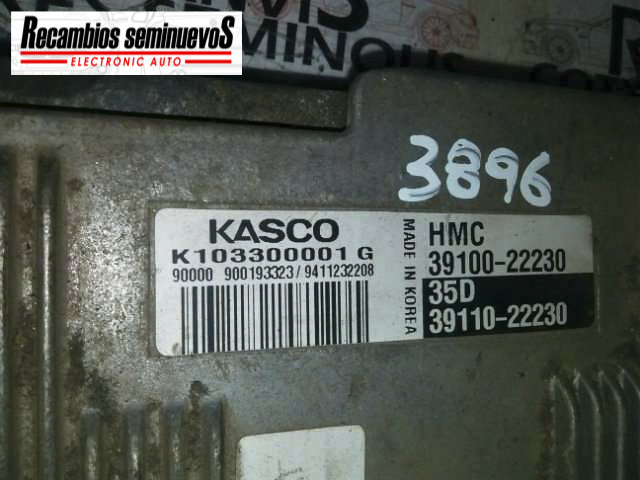 Recambios seminuevoS
ELECTRONIC AUTO
MINOUS
3896
KASCO
K103300001 G
90000 900193323/9411232208
MADE IN KOREA
HMC
39100-22230
35D
39110-22230